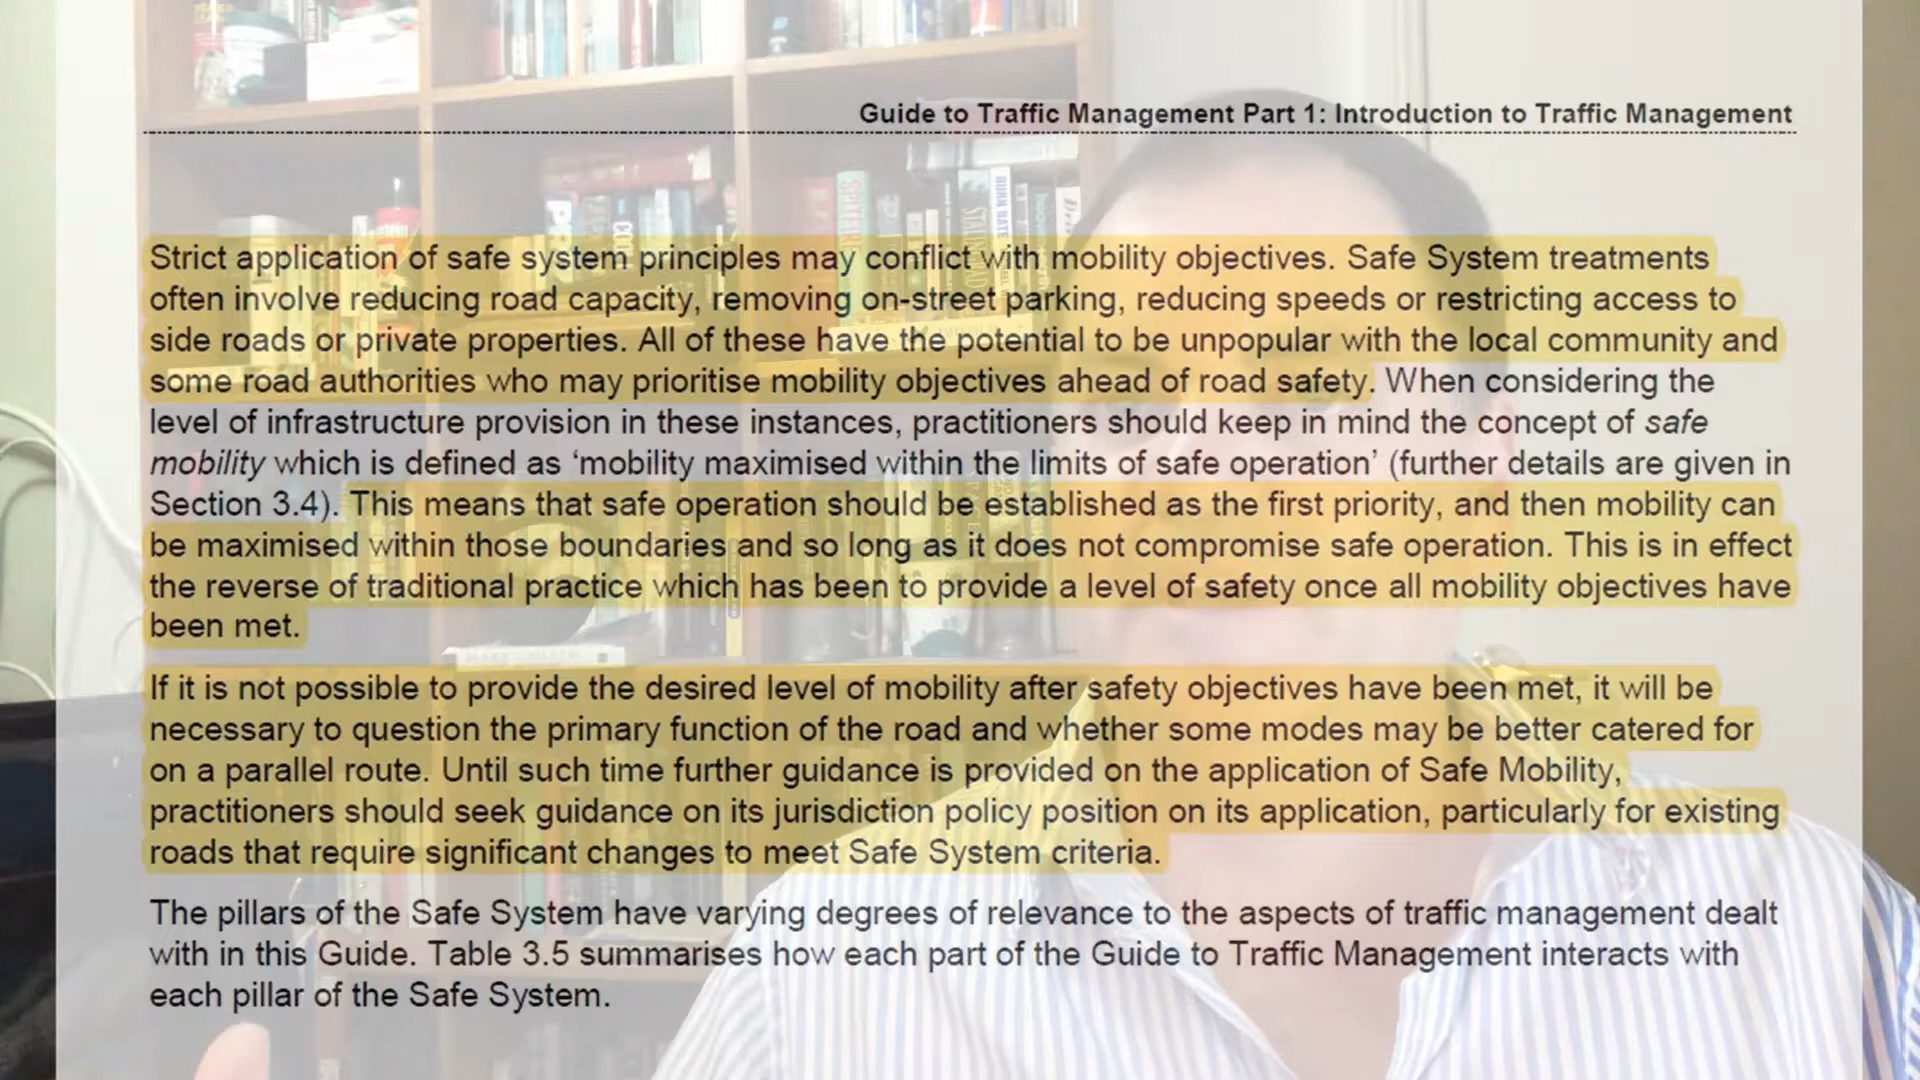 Guide to Traffic Management Part 1: Introduction to Traffic Management
Strict application of safe system principles may conflict with mobility objectives. Safe System treatments
often involve reducing road capacity, removing on-street parking, reducing speeds or restricting access to
side roads or private properties. All of these have the potential to be unpopular with the local community and
some road authorities who may prioritise mobility objectives ahead of road safety. When considering the
level of infrastructure provision in these instances, practitioners should keep in mind the concept of safe
mobility which is defined as ‘mobility maximised within the limits of safe operation’ (further details are given in
Section 3.4). This means that safe operation should be established as the first priority, and then mobility can
be maximised within those boundaries and so long as it does not compromise safe operation. This is in effect
the reverse of traditional practice which has been to provide a level of safety once all mobility objectives have
been met.
If it is not possible to provide the desired level of mobility after safety objectives have been met, it will be
necessary to question the primary function of the road and whether some modes may be better catered for
on a parallel route. Until such time further guidance is provided on the application of Safe Mobility,
practitioners should seek guidance on its jurisdiction policy position on its application, particularly for existing
roads that require significant changes to meet Safe System criteria.
The pillars of the Safe System have varying degrees of relevance to the aspects of traffic management dealt
with in this Guide. Table 3.5 summarises how each part of the Guide to Traffic Management interacts with
each pillar of the Safe System.
BURN RATE